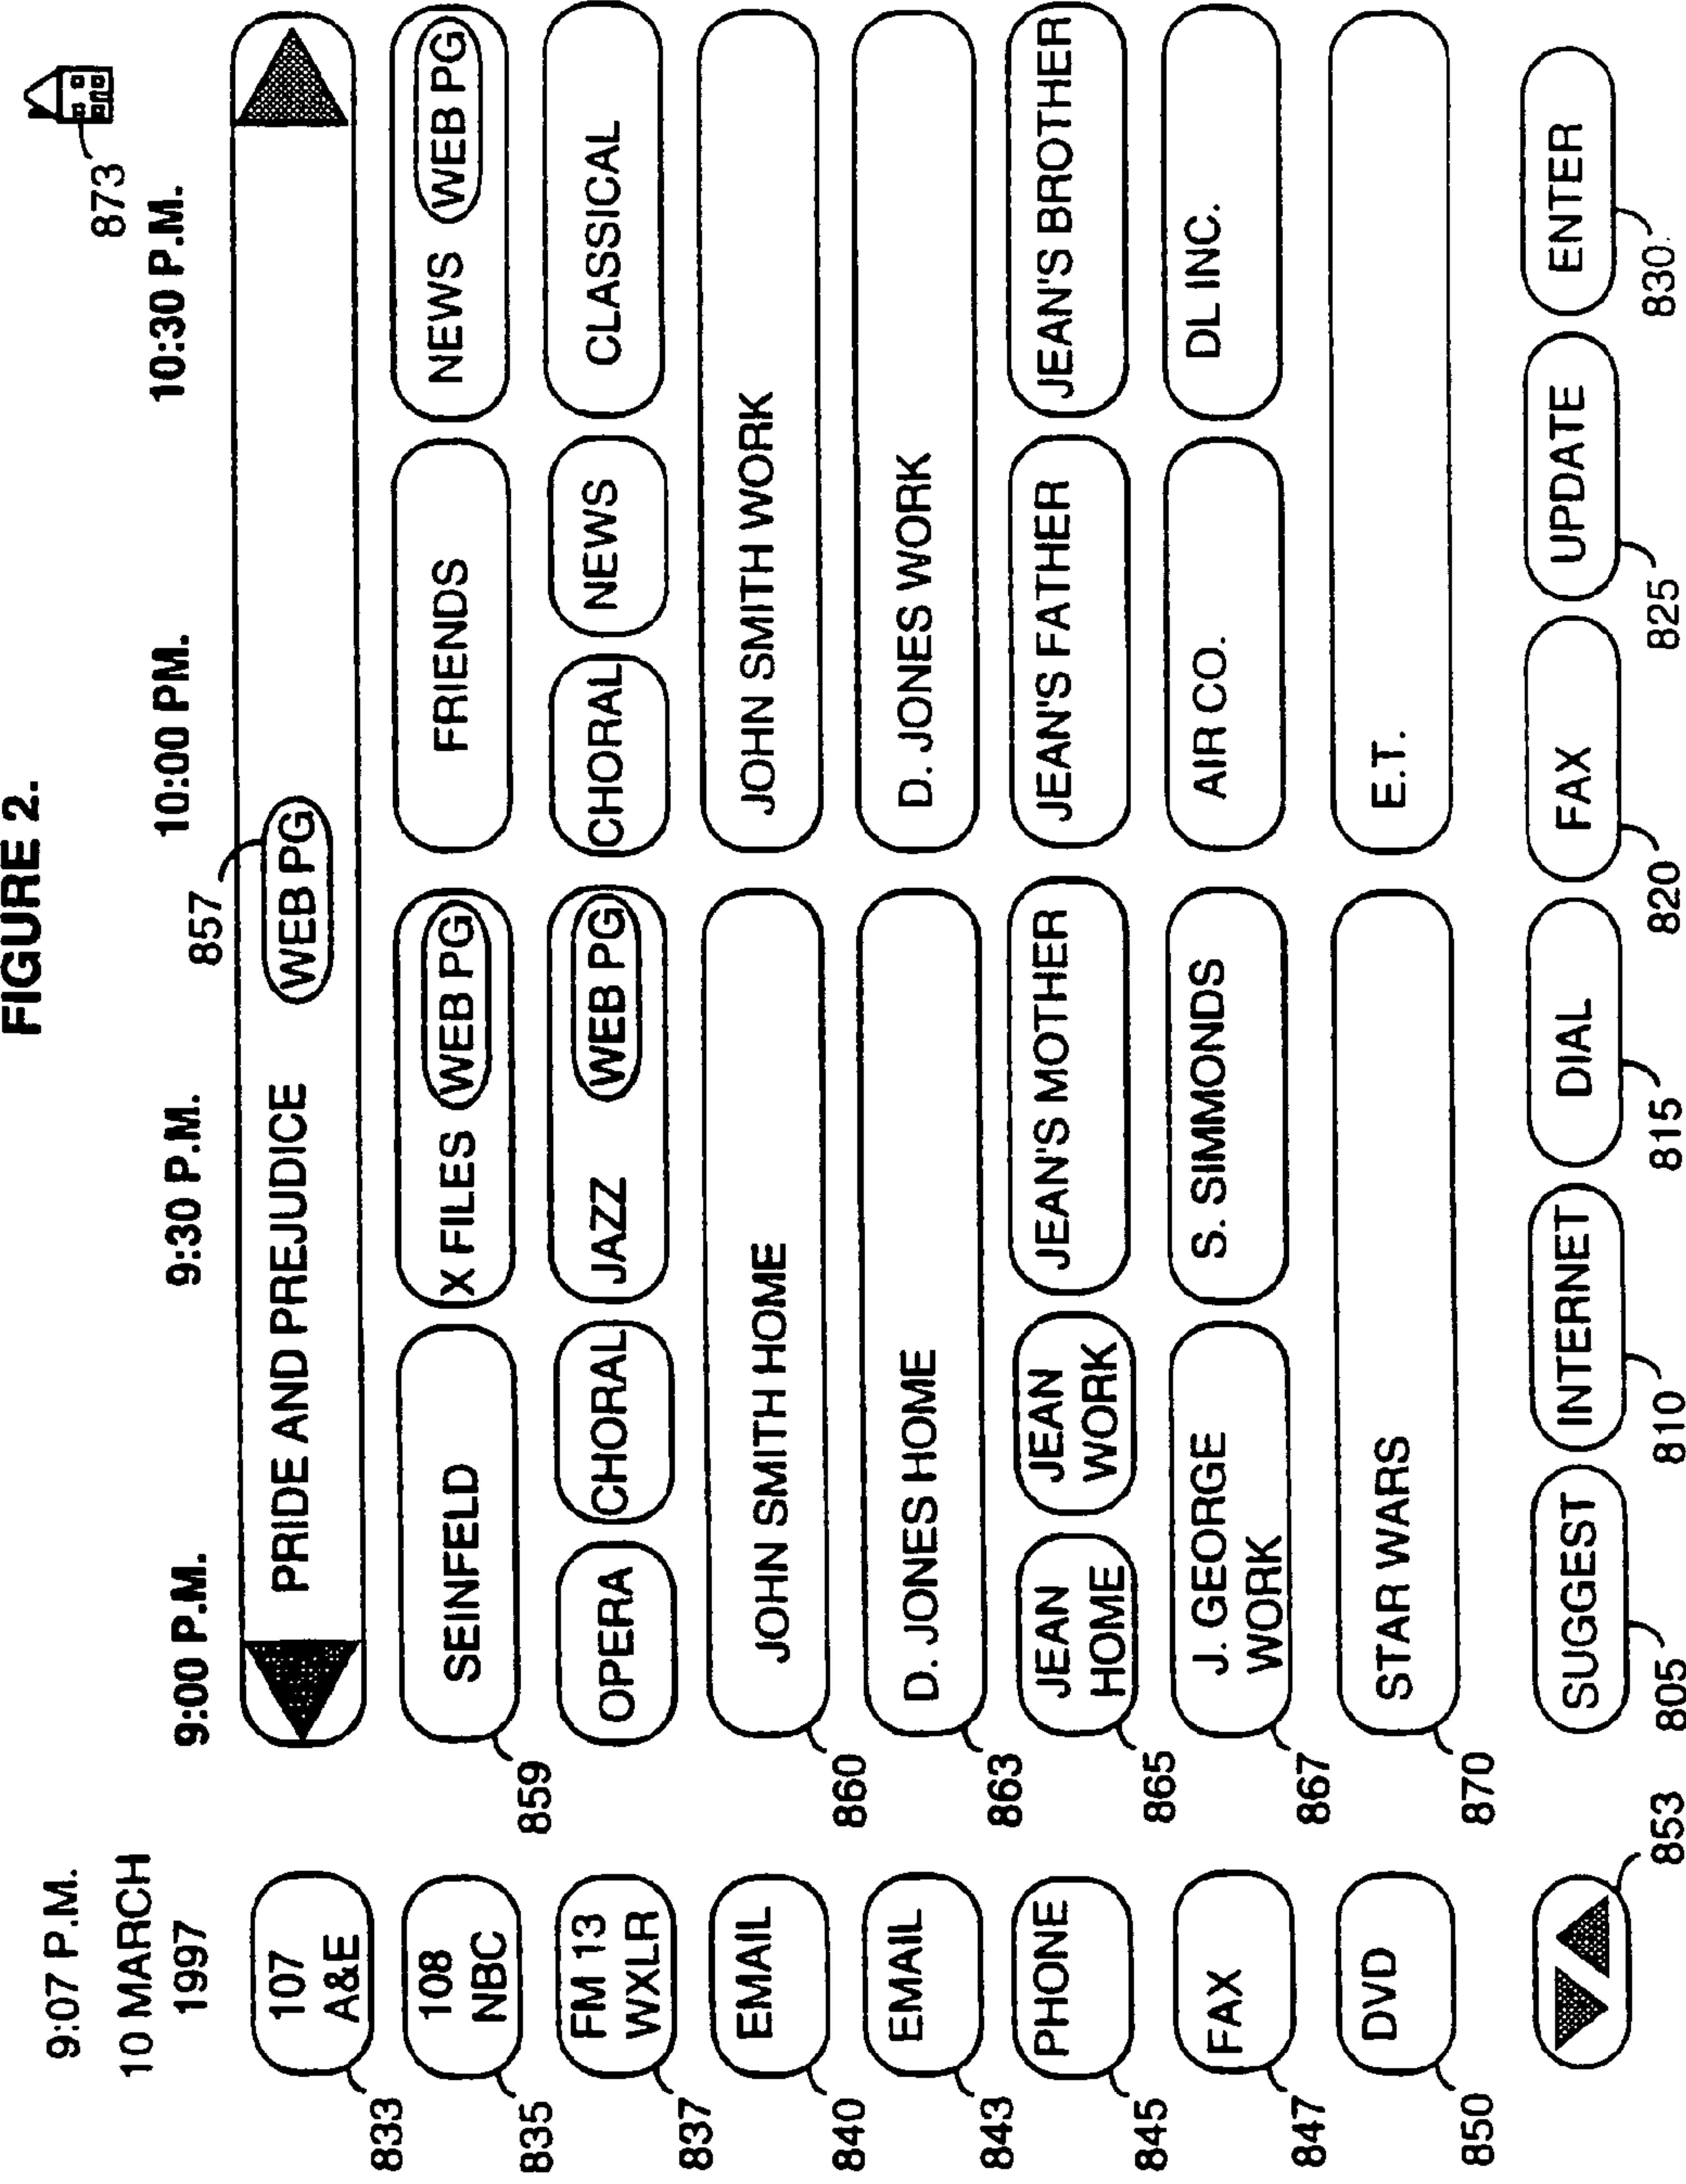 FIGURE 2.
873
9:07 P.M.
10 MARCH
1997
9:00 P.M.
9:30 P.M.
10:00 PM.
10:30 P.M.
857
107
A&E
PRIDE AND PREJUDICE
WEB PG
833
108
NBC
SEINFELD
X FILES
WEB PG
FRIENDS
NEWS
WEB PG
835
859
FM 13
WXLR
OPERA
CHORAL
JAZZ
WEB PG
CHORAL
NEWS
CLASSICAL
837
EMAIL
JOHN SMITH HOME
JOHN SMITH WORK
840
860
EMAIL
D. JONES HOME
D. JONES WORK
843
863
PHONE
JEAN
HOME
JEAN
WORK
JEAN'S MOTHER
JEAN'S FATHER
JEAN'S BROTHER
845
865
FAX
J. GEORGE
WORK
S. SIMMONDS
AIR CO.
DL INC.
847
867
DVD
STAR WARS
E.T.
850
870
SUGGEST
INTERNET
DIAL
FAX
UPDATE
ENTER
853
805
810
815
820
825
830